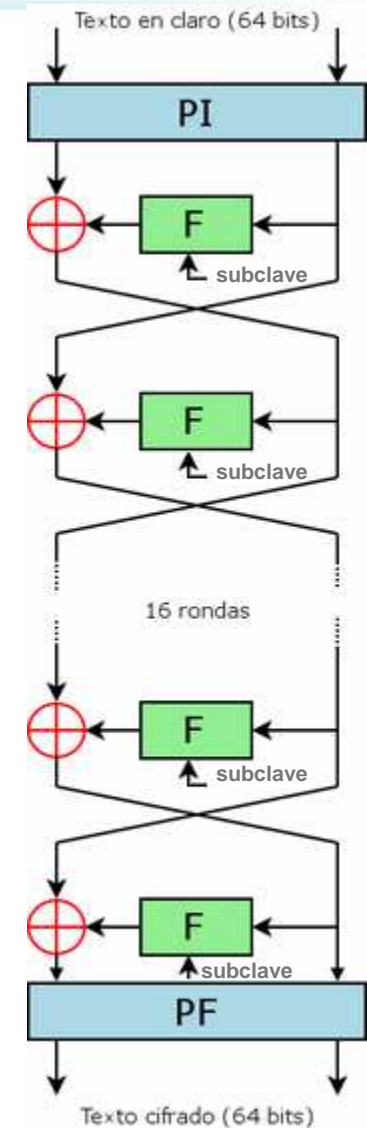 Texto en claro (64 bits)
PI
F
subclave
F
subclave
16 rondas
F
subclave
F
subclave
PF
Texto cifrado (64 bits)